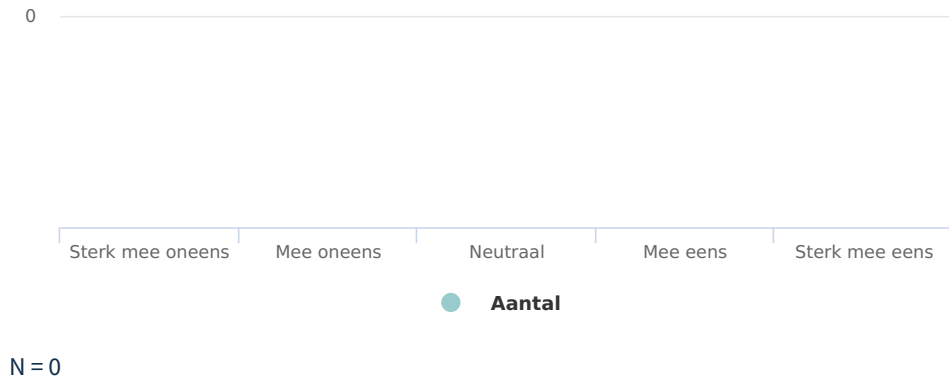 0
Sterk mee oneens Mee oneens Neutraal Mee eens Sterk mee eens
Aantal
N = 0